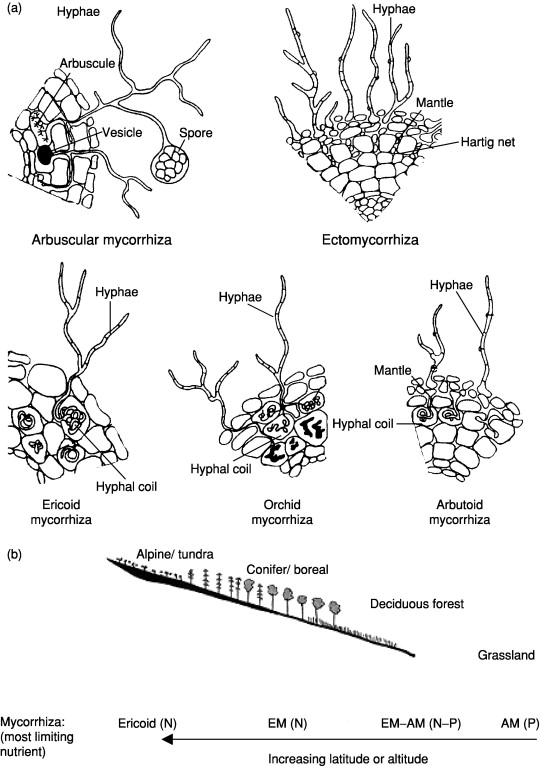 (a)
Hyphae
Arbuscule
Vesicle
Spore
Arbuscular mycorrhiza
Hyphae
Mantle
Hartig net
Ectomycorrhiza
Hyphae
Hyphal coil
Ericoid
mycorrhiza
Hyphae
Hyphal coil
Orchid
mycorrhiza
Hyphae
Mantle
Hyphal coil
Arbutoid
mycorrhiza
(b)
Alpine/ tundra
Conifer/ boreal
Deciduous forest
Grassland
Mycorrhiza: Ericoid (N) EM (N) EM–AM (N–P) AM (P)
(most limiting
nutrient)
Increasing latitude or altitude